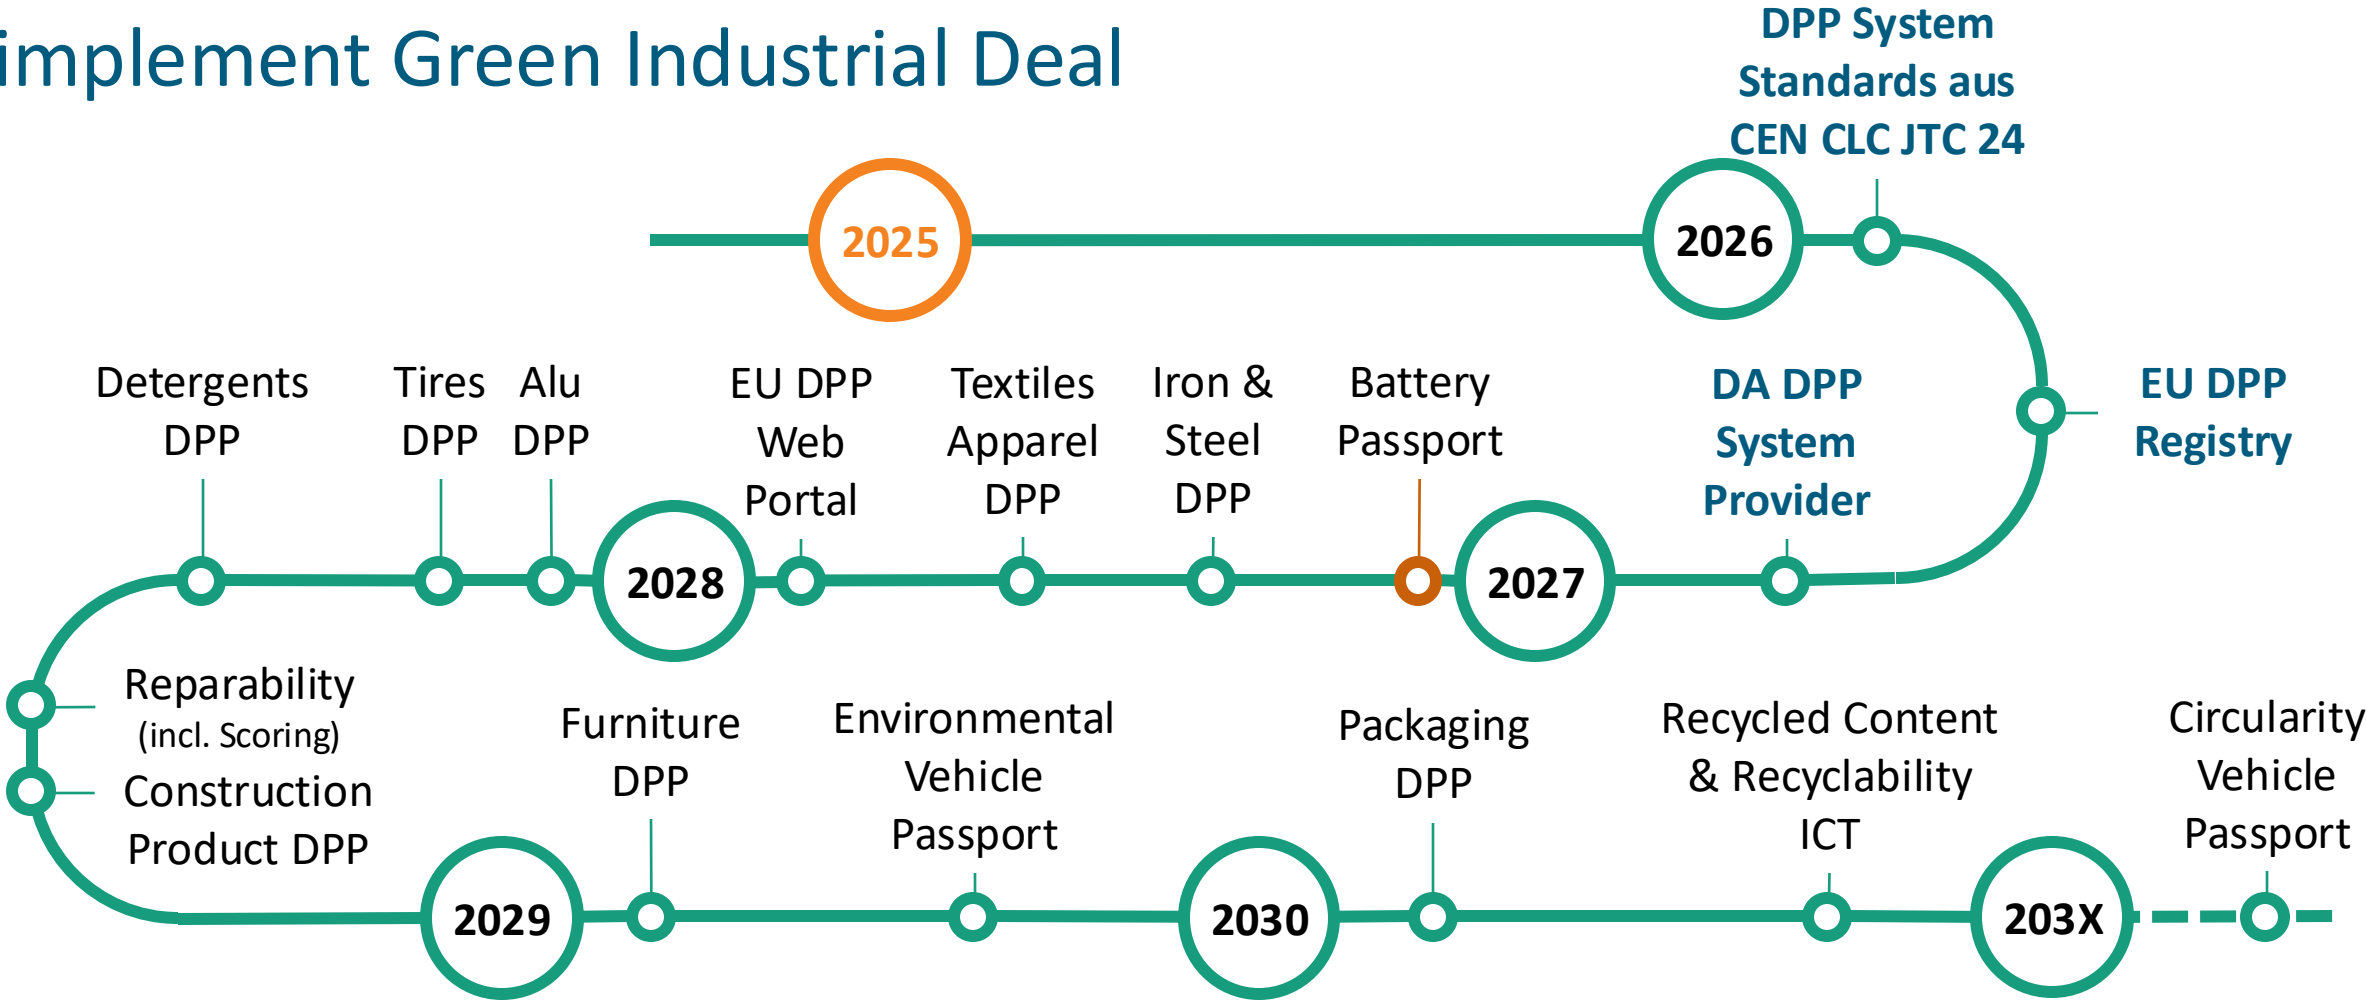 implement Green Industrial Deal
DPP System
Standards aus
CEN CLC JTC 24
2025
2026
Detergents
DPP
Tires
DPP
Alu
DPP
EU DPP
Web
Portal
Textiles
Apparel
DPP
Iron &
Steel
DPP
Battery
Passport
DA DPP
System
Provider
EU DPP
Registry
2028
2027
Reparability
(incl. Scoring)
Construction
Product DPP
Furniture
DPP
Environmental
Vehicle
Passport
Packaging
DPP
Recycled Content
& Recyclability
ICT
Circularity
Vehicle
Passport
2029
2030
203X